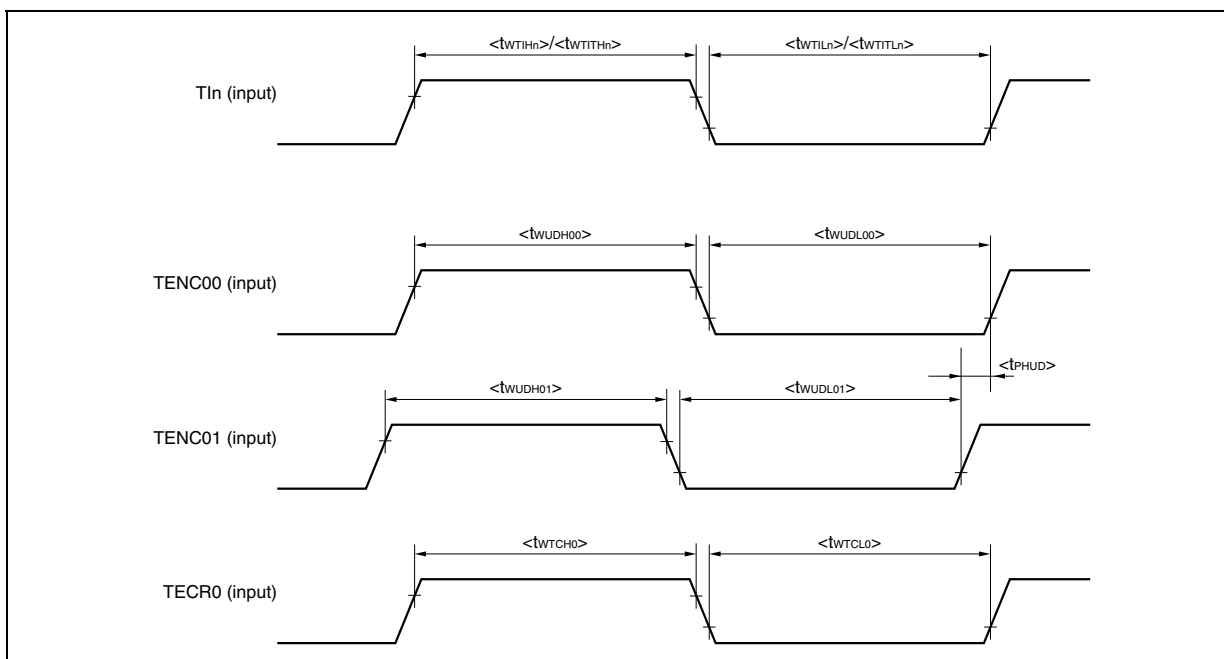 <tWTIHn>/<tWTITHn> <tWTILn>/<tWTITLn>
TIn (input)
<tWUDH00> <tWUDL00>
TENC00 (input)
<tPHUD>
<tWUDH01> <tWUDL01>
TENC01 (input)
<tWTCH0> <tWTCL0>
TECR0 (input)